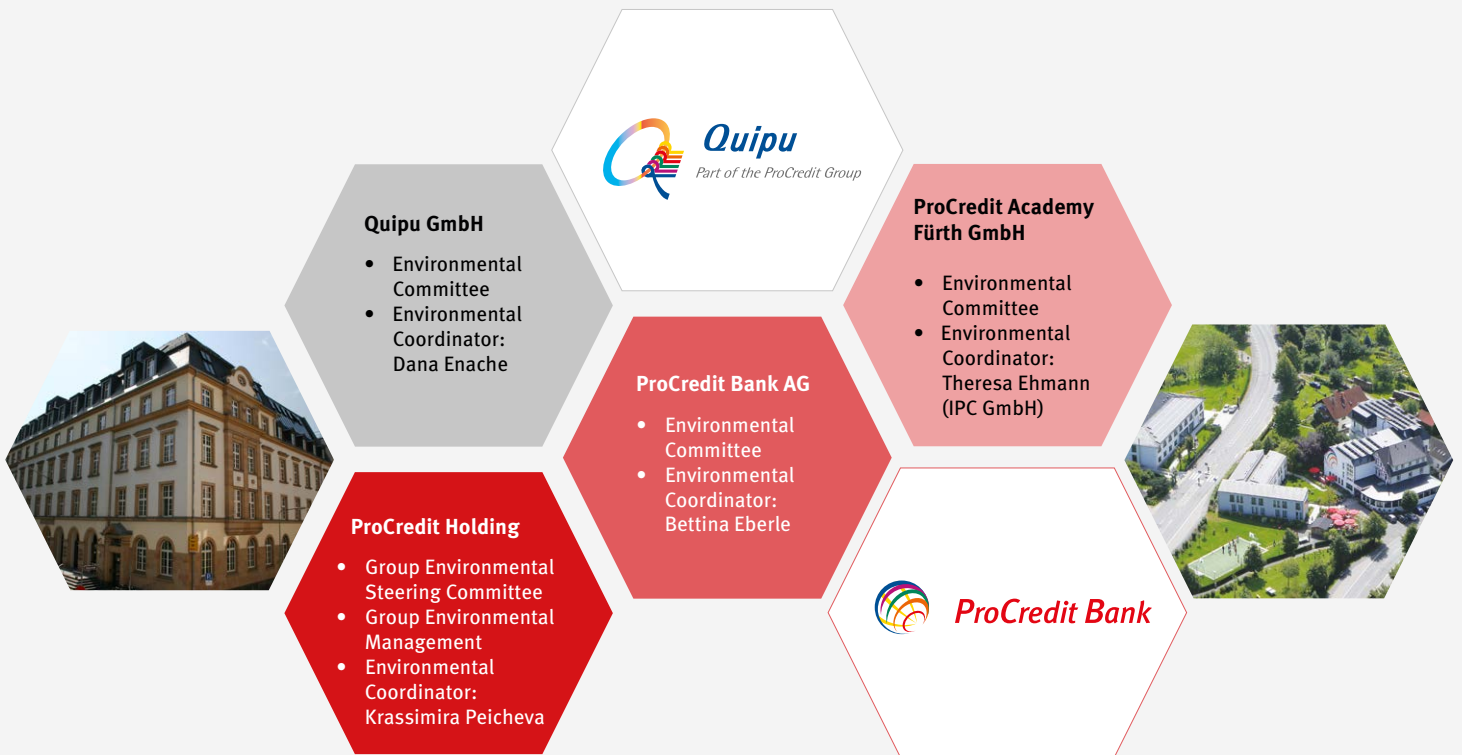 Quipu
Part of the ProCredit Group
Quipu GmbH
• Environmental
Committee
• Environmental
Coordinator:
Dana Enache
ProCredit Academy
Fürth GmbH
• Environmental
Committee
• Environmental
Coordinator:
Theresa Ehmann
(IPC GmbH)
ProCredit Bank AG
• Environmental
Committee
• Environmental
Coordinator:
Bettina Eberle
ProCredit Holding
• Group Environmental
Steering Committee
• Group Environmental
Management
• Environmental
Coordinator:
Krassimira Peicheva
ProCredit Bank